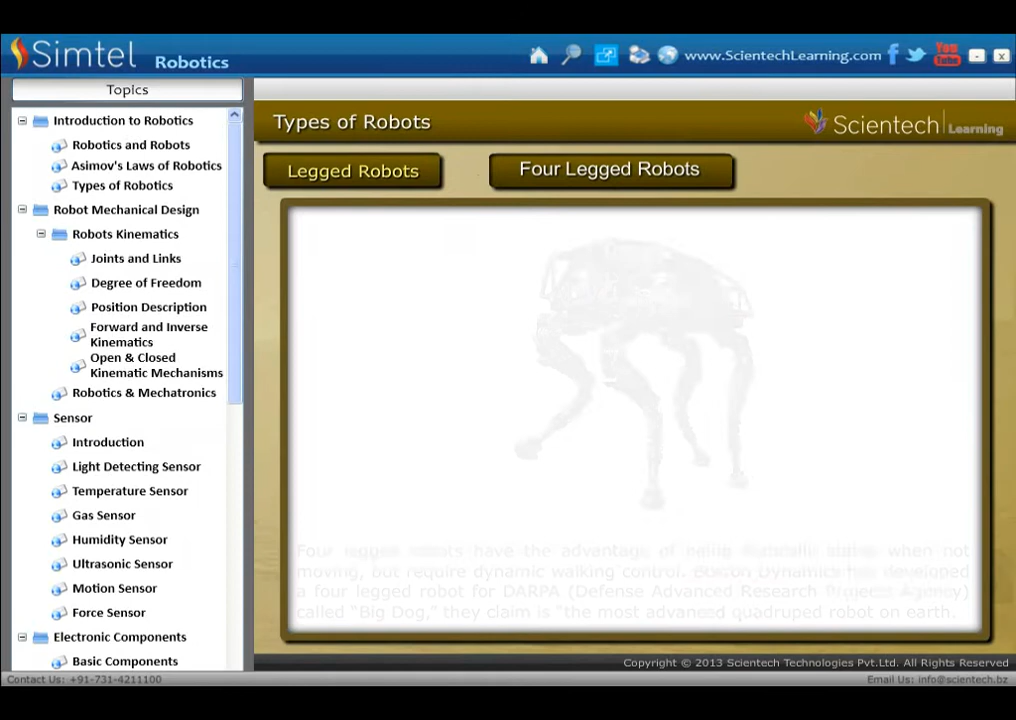 Simtel Robotics
www.ScientechLearning.com
You
Tube
Topics
Introduction to Robotics
Robotics and Robots
Asimov's Laws of Robotics
Types of Robotics
Robot Mechanical Design
Robots Kinematics
Joints and Links
Degree of Freedom
Position Description
Forward and Inverse
Kinematics
Open & Closed
Kinematic Mechanisms
Robotics & Mechatronics
Sensor
Introduction
Light Detecting Sensor
Temperature Sensor
Gas Sensor
Humidity Sensor
Ultrasonic Sensor
Motion Sensor
Force Sensor
Electronic Components
Basic Components
Types of Robots
Scientech Learning
Legged Robots
Four Legged Robots
Four legged robots have the advantage of being statically stable when not
moving, but require dynamic walking control. Boston Dynamics has developed
a four legged robot for DARPA (Defense Advanced Research Projects Agency)
called "Big Dog," they claim is "the most advanced quadruped robot on earth.
Copyright © 2013 Scientech Technologies Pvt.Ltd. All Rights Reserved
Contact Us: +91-731-4211100
Email Us: info@scientech.bz